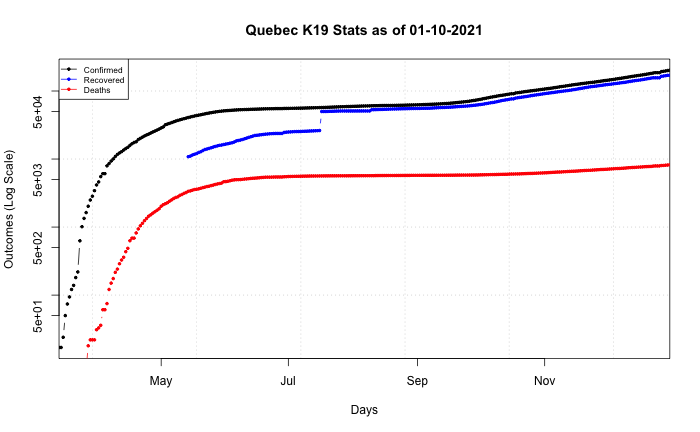 Quebec K19 Stats as of 01-10-2021
Confirmed
Recovered
Deaths
5e+04
5e+03
5e+02
5e+01
Outcomes (Log Scale)
May Jul Sep Nov
Days